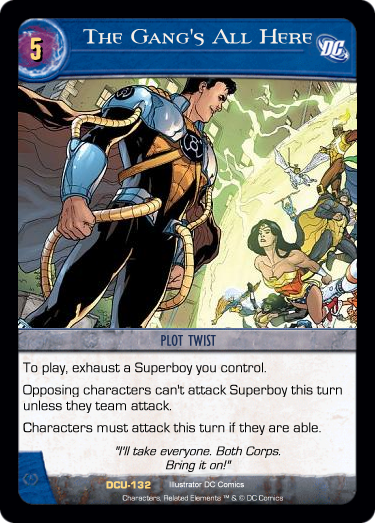 5
The Gang's All Here
DC
PLOT TWIST
To play, exhaust a Superboy you control.
Opposing characters can't attack Superboy this turn
unless they team attack.
Characters must attack this turn if they are able.
"I'll take everyone. Both Corps.
Bring it on!"
DCU-132 Illustrator DC Comics
Characters, Related Elements ™ & © DC Comics